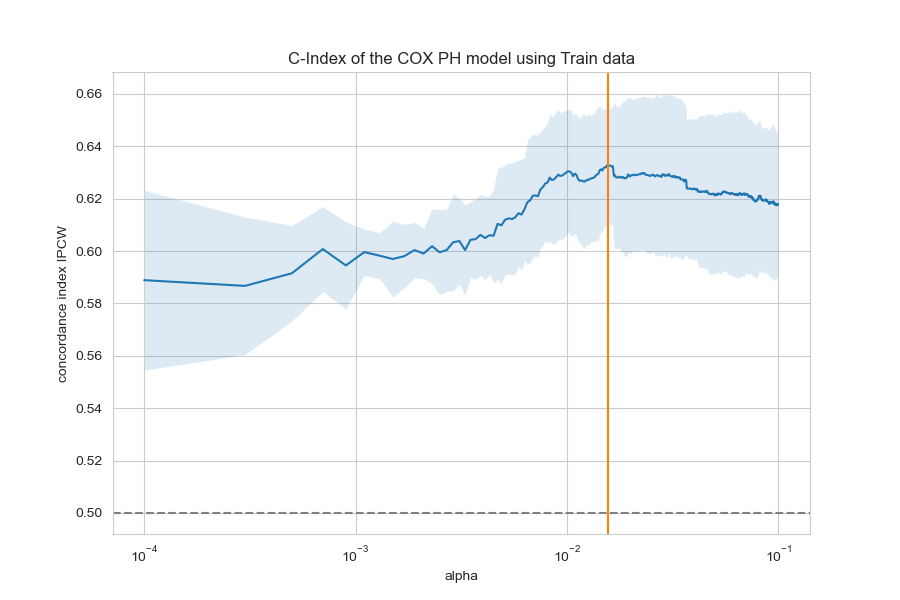 C-Index of the COX PH model using Train data
concordance index IPCW
0.66
0.64
0.62
0.60
0.58
0.56
0.54
0.52
0.50
10⁻⁴ 10⁻³ 10⁻² 10⁻¹
alpha